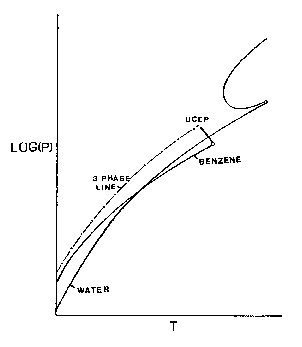 UCEP
LOG(P)
BENZENE
3 PHASE
LINE
WATER
T